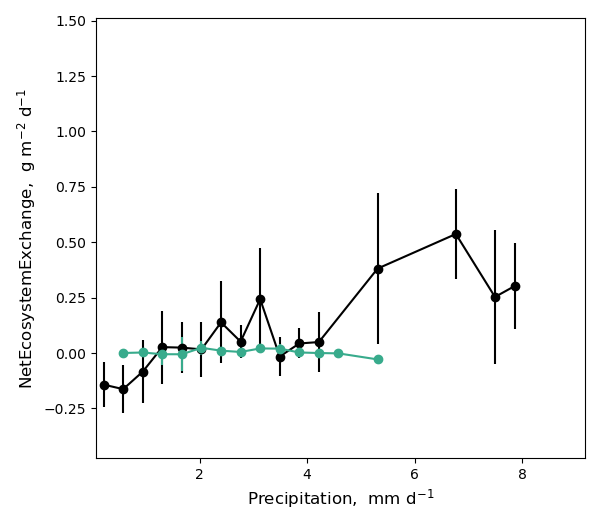 1.50
1.25
1.00
0.75
0.50
0.25
0.00
−0.25
NetEcosystemExchange, g m⁻² d⁻¹
2 4 6 8
Precipitation, mm d⁻¹